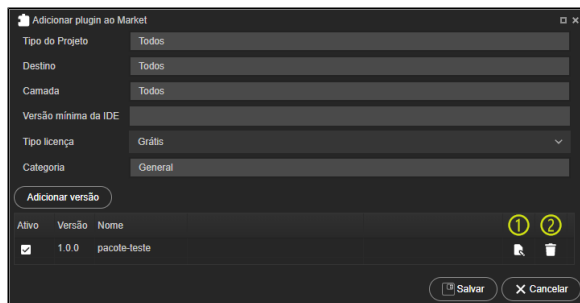 Adicionar plugin ao Market
Tipo do Projeto Todos
Destino Todos
Camada Todos
Versão mínima da IDE
Tipo licença Grátis
Categoria General
Adicionar versão
Ativo Versão Nome 1 2
1.0.0 pacote-teste
Salvar Cancelar